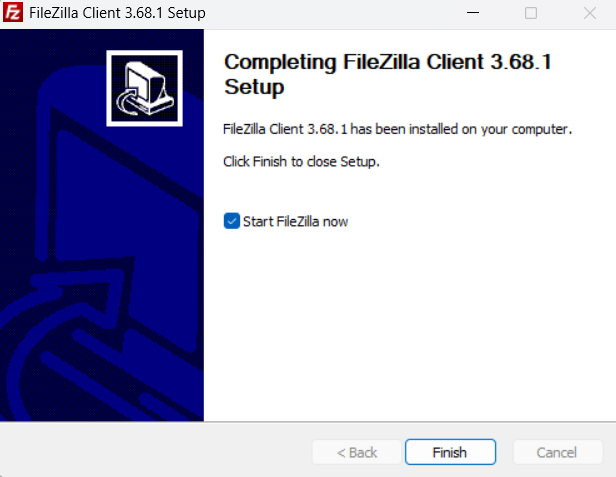 FileZilla Client 3.68.1 Setup
Completing FileZilla Client 3.68.1
Setup
FileZilla Client 3.68.1 has been installed on your computer.
Click Finish to close Setup.
Start FileZilla now
< Back Finish Cancel